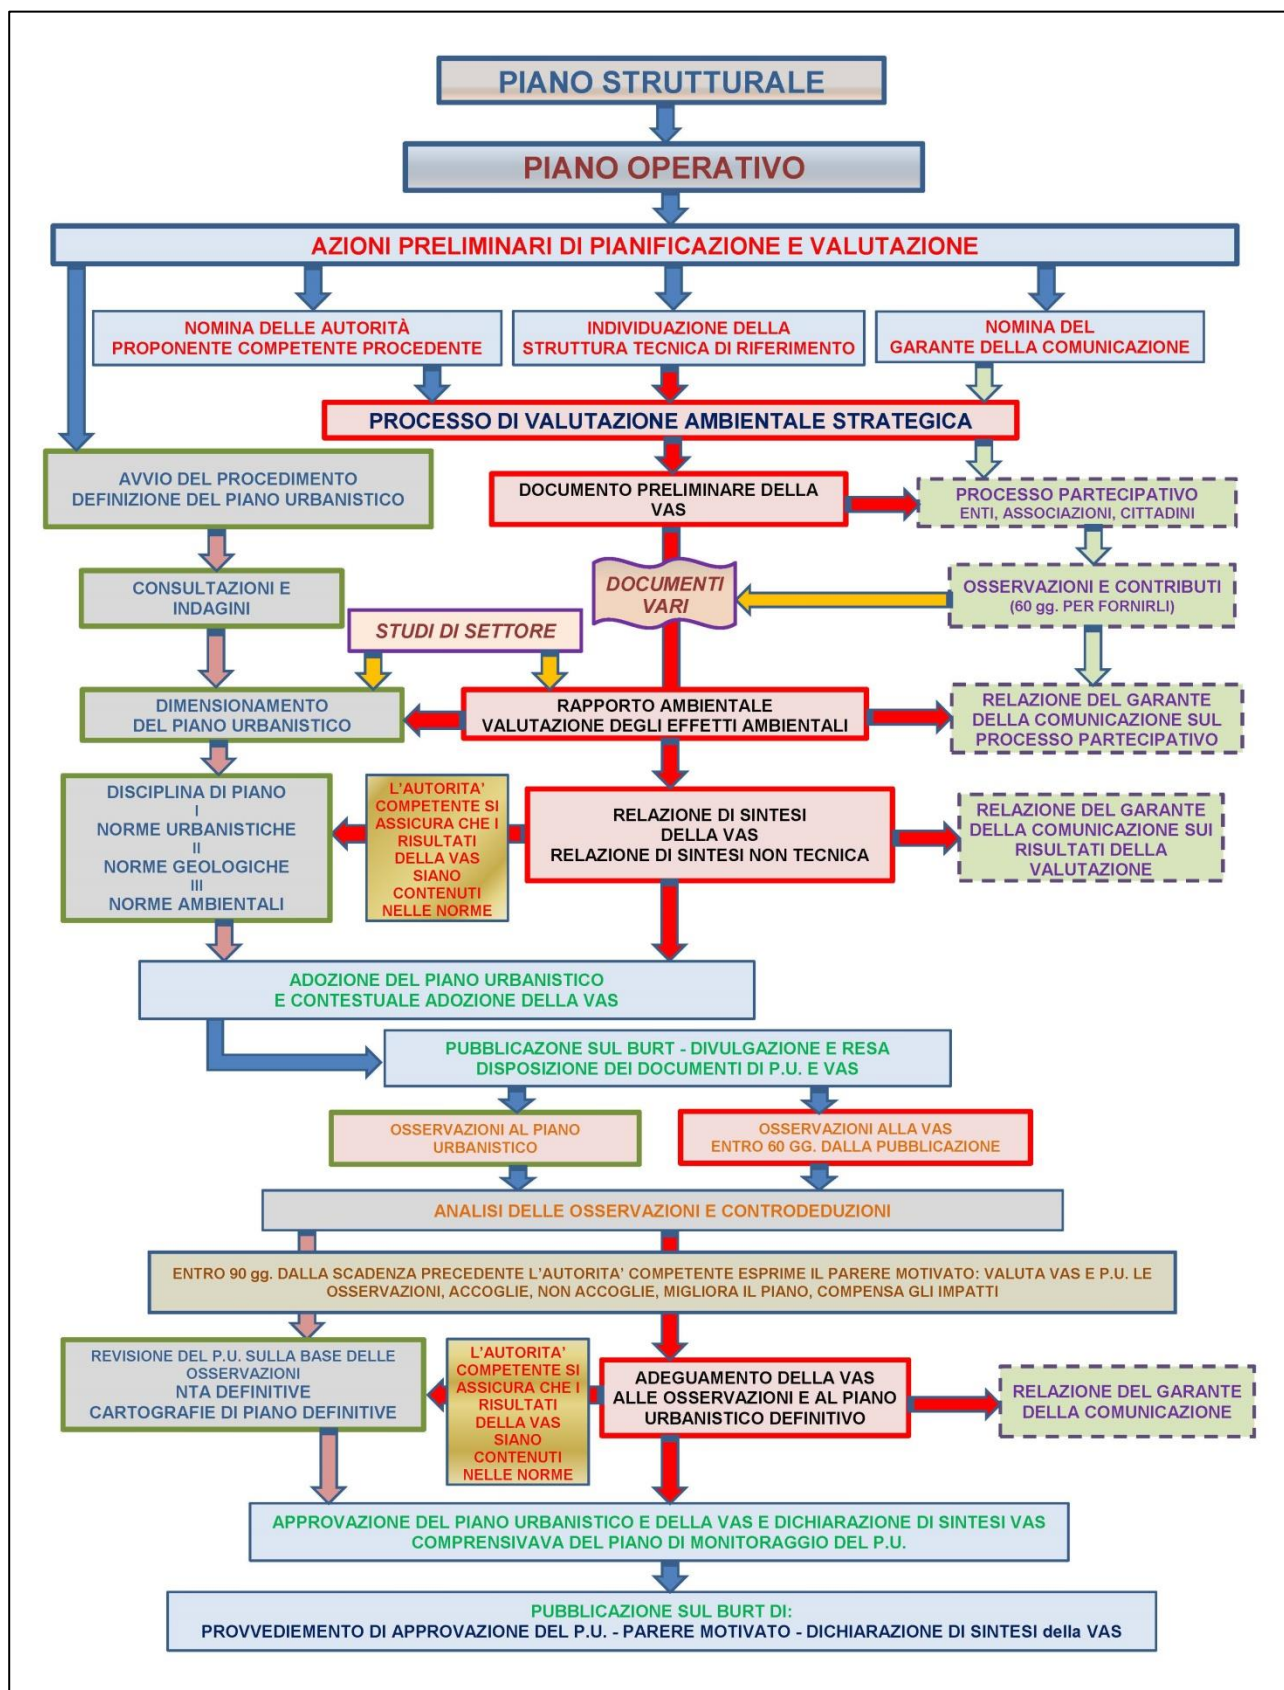 PIANO STRUTTURALE
PIANO OPERATIVO
AZIONI PRELIMINARI DI PIANIFICAZIONE E VALUTAZIONE
NOMINA DELLE AUTORITÀ
PROPONENTE COMPETENTE PROCEDENTE
INDIVIDUAZIONE DELLA
STRUTTURA TECNICA DI RIFERIMENTO
NOMINA DEL
GARANTE DELLA COMUNICAZIONE
PROCESSO DI VALUTAZIONE AMBIENTALE STRATEGICA
AVVIO DEL PROCEDIMENTO
DEFINIZIONE DEL PIANO URBANISTICO
DOCUMENTO PRELIMINARE DELLA
VAS
PROCESSO PARTECIPATIVO
ENTI, ASSOCIAZIONI, CITTADINI
CONSULTAZIONI E
INDAGINI
DOCUMENTI
VARI
OSSERVAZIONI E CONTRIBUTI
(60 gg. PER FORNIRLI)
STUDI DI SETTORE
DIMENSIONAMENTO
DEL PIANO URBANISTICO
RAPPORTO AMBIENTALE
VALUTAZIONE DEGLI EFFETTI AMBIENTALI
RELAZIONE DEL GARANTE
DELLA COMUNICAZIONE SUL
PROCESSO PARTECIPATIVO
DISCIPLINA DI PIANO
I
NORME URBANISTICHE
II
NORME GEOLOGICHE
III
NORME AMBIENTALI
L'AUTORITA'
COMPETENTE SI
ASSICURA CHE I
RISULTATI
DELLA VAS
SIANO
CONTENUTI
NELLE NORME
RELAZIONE DI SINTESI
DELLA VAS
RELAZIONE DI SINTESI NON TECNICA
RELAZIONE DEL GARANTE
DELLA COMUNICAZIONE SUI
RISULTATI DELLA
VALUTAZIONE
ADOZIONE DEL PIANO URBANISTICO
E CONTESTUALE ADOZIONE DELLA VAS
PUBBLICAZONE SUL BURT - DIVULGAZIONE E RESA
DISPOSIZIONE DEI DOCUMENTI DI P.U. E VAS
OSSERVAZIONI AL PIANO
URBANISTICO
OSSERVAZIONI ALLA VAS
ENTRO 60 GG. DALLA PUBBLICAZIONE
ANALISI DELLE OSSERVAZIONI E CONTRODEDUZIONI
ENTRO 90 gg. DALLA SCADENZA PRECEDENTE L'AUTORITA' COMPETENTE ESPRIME IL PARERE MOTIVATO: VALUTA VAS E P.U. LE
OSSERVAZIONI, ACCOGLIE, NON ACCOGLIE, MIGLIORA IL PIANO, COMPENSA GLI IMPATTI
REVISIONE DEL P.U. SULLA BASE DELLE
OSSERVAZIONI
NTA DEFINITIVE
CARTOGRAFIE DI PIANO DEFINITIVE
L'AUTORITA'
COMPETENTE SI
ASSICURA CHE I
RISULTATI
DELLA VAS
SIANO
CONTENUTI
NELLE NORME
ADEGUAMENTO DELLA VAS
ALLE OSSERVAZIONI E AL PIANO
URBANISTICO DEFINITIVO
RELAZIONE DEL GARANTE
DELLA COMUNICAZIONE
APPROVAZIONE DEL PIANO URBANISTICO E DELLA VAS E DICHIARAZIONE DI SINTESI VAS
COMPRENSIVAVA DEL PIANO DI MONITORAGGIO DEL P.U.
PUBBLICAZIONE SUL BURT DI:
PROVVEDIEMENTO DI APPROVAZIONE DEL P.U. - PARERE MOTIVATO - DICHIARAZIONE DI SINTESI della VAS